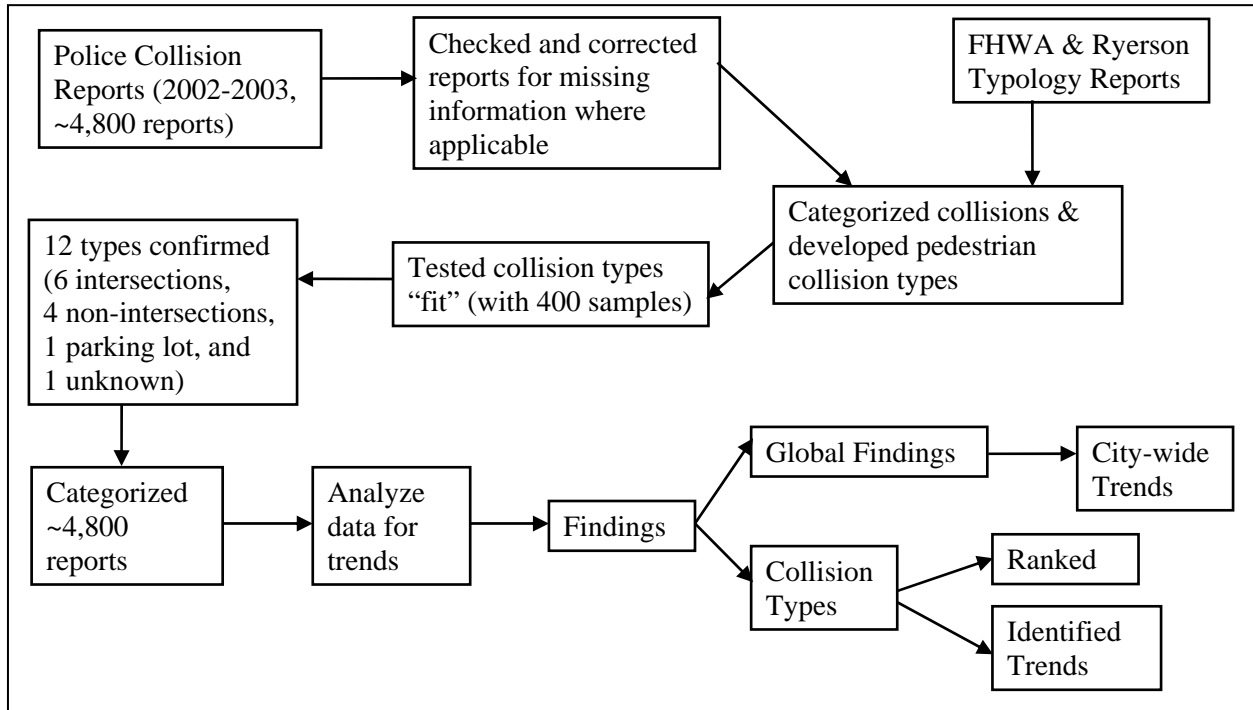 Police Collision
Reports (2002-2003,
~4,800 reports)
Checked and corrected
reports for missing
information where
applicable
FHWA & Ryerson
Typology Reports
Categorized collisions &
developed pedestrian
collision types
Tested collision types
“fit” (with 400 samples)
12 types confirmed
(6 intersections,
4 non-intersections,
1 parking lot, and
1 unknown)
Categorized
~4,800
reports
Analyze
data for
trends
Findings
Global Findings
City-wide
Trends
Collision
Types
Ranked
Identified
Trends